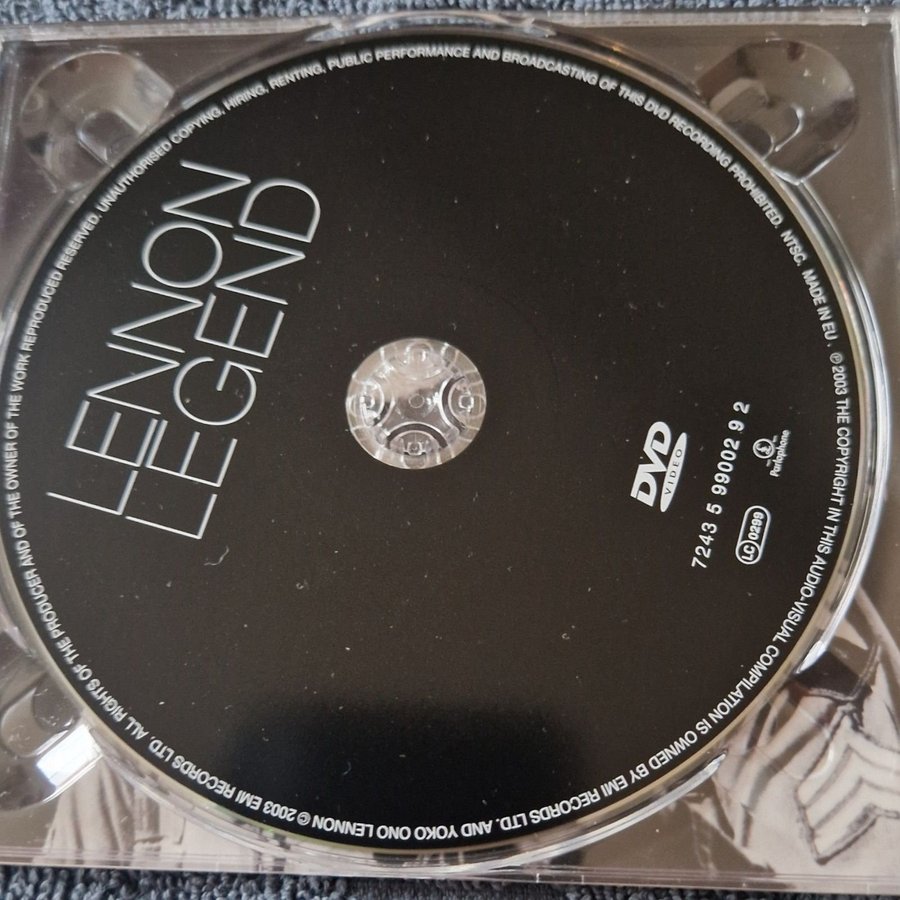 LENNON
LEGEND
DVD
VIDEO
7243 5 99002 9 2
LC 0299
Parlophone
ALL RIGHTS OF THE PRODUCER AND OF THE OWNER OF THE WORK REPRODUCED RESERVED. UNAUTHORISED COPYING, HIRING, RENTING, PUBLIC PERFORMANCE AND BROADCASTING OF THIS DVD RECORDING PROHIBITED. NTSC. MADE IN EU. ℗ 2003 THE COPYRIGHT IN THIS AUDIO-VISUAL COMPILATION IS OWNED BY EMI RECORDS LTD. AND YOKO ONO LENNON © 2003 EMI RECORDS LTD.